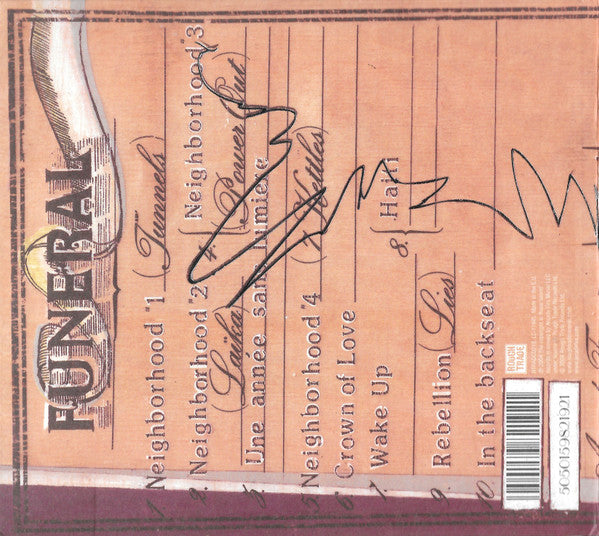 FUNERAL
1. Neighborhood #1 (Tunnels)
2. Neighborhood #2
(Laïka)
3. Une année sans lumiere
4. Neighborhood #3
(Power Out)
5. Neighborhood #4 (7 Kettles)
6 Crown of Love
7 Wake Up
8. Haiti
9. Rebellion (Lies)
10 In the backseat
ROUGH
TRADE
5050159821921